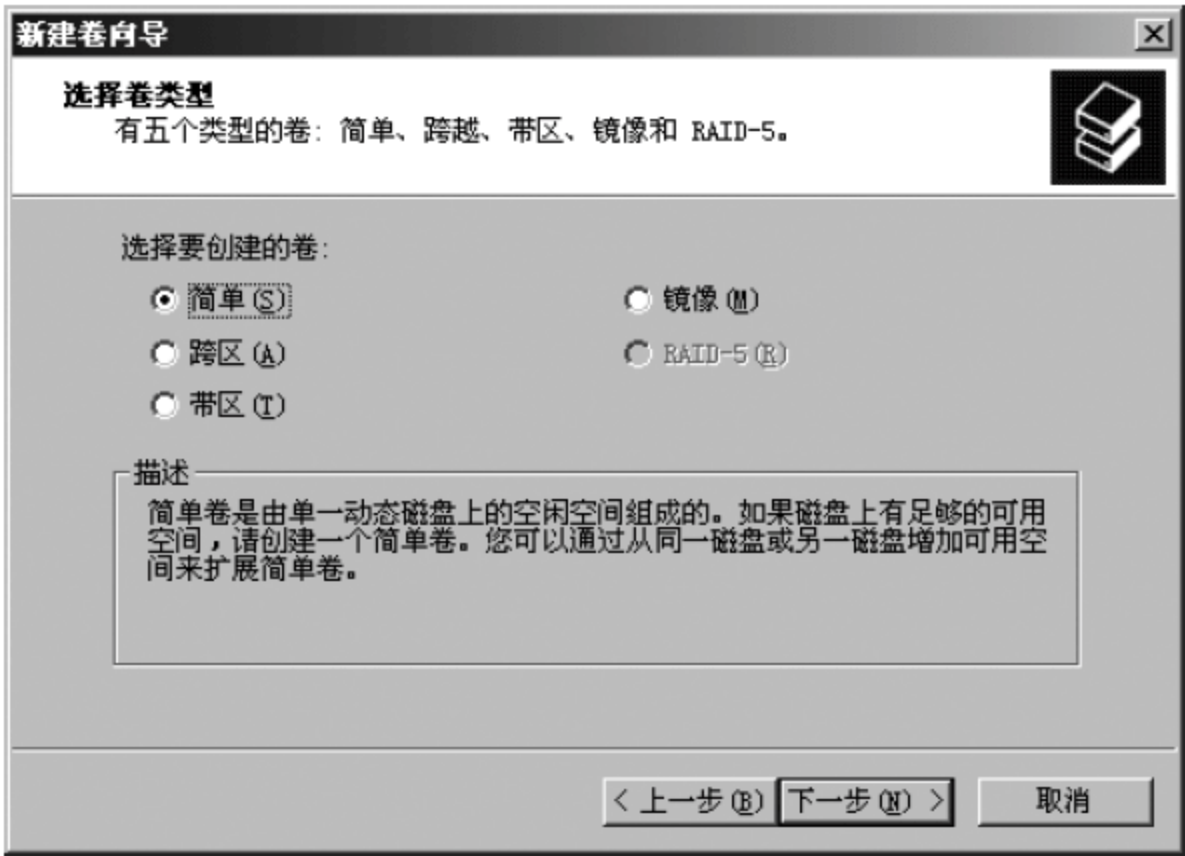 新建卷向导
选择卷类型
有五个类型的卷: 简单、跨越、带区、镜像和 RAID-5。
选择要创建的卷:
简单(S)
镜像(M)
跨区(A)
RAID-5(R)
带区(T)
描述
简单卷是由单一动态磁盘上的空闲空间组成的。如果磁盘上有足够的可用
空间，请创建一个简单卷。您可以通过从同一磁盘或另一磁盘增加可用空
间来扩展简单卷。
< 上一步(B)
下一步(N) >
取消